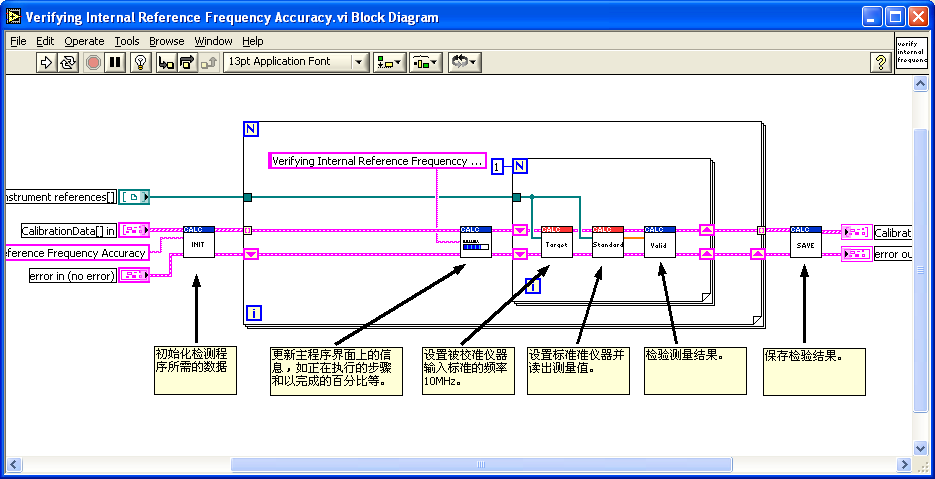 Verifying Internal Reference Frequency Accuracy.vi Block Diagram
File Edit Operate Tools Browse Window Help
13pt Application Font
?
verify
internal
frequenc
N
Verifying Internal Reference Frequenccy ...
1
N
nstrument references[]
CalibrationData[] in
CALC
INIT
CALC
CALC
Target
CALC
Standard
CALC
Valid
CALC
SAVE
Calibrat
eference Frequency Accuracy
error ou
error in (no error)
i
i
初始化检测程
序所需的数据
更新主程序界面上的信
息，如正在执行的步骤
和以完成的百分比等。
设置被校准仪器
输入标准的频率
10MHz。
设置标准准仪器并
读出测量值。
检验测量结果。
保存检验结果。